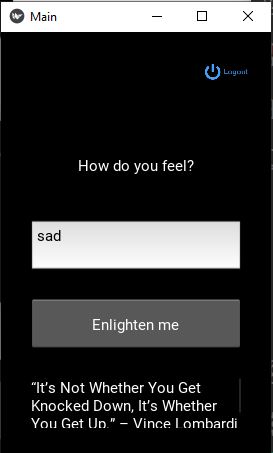 Main
Logout
How do you feel?
sad
Enlighten me
“It’s Not Whether You Get
Knocked Down, It’s Whether
You Get Up.” – Vince Lombardi